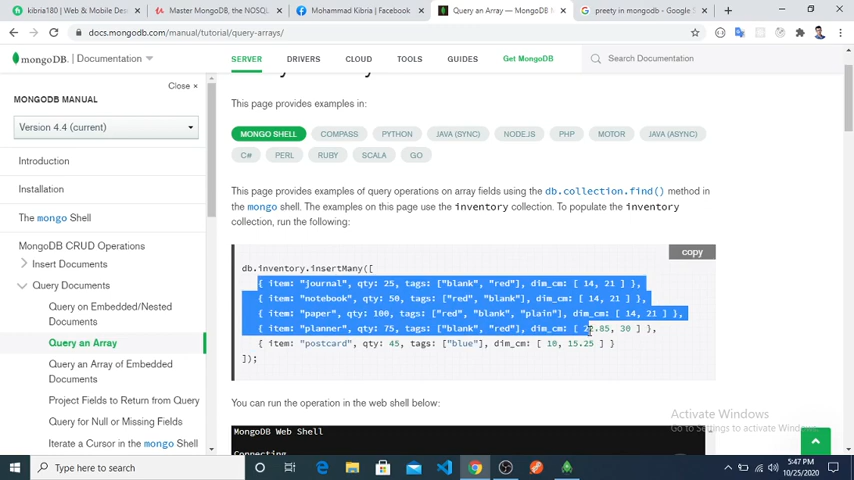 kibria180 | Web & Mobile Des
Master MongoDB, the NOSQL
Mohammad Kibria | Facebook
Query an Array — MongoDB M
preety in mongodb - Google S
docs.mongodb.com/manual/tutorial/query-arrays/
mongoDB | Documentation
SERVER DRIVERS CLOUD TOOLS GUIDES Get MongoDB Search Documentation
Close ×
MONGODB MANUAL
Version 4.4 (current)
Introduction
Installation
The mongo Shell
MongoDB CRUD Operations
Insert Documents
Query Documents
Query on Embedded/Nested
Documents
Query an Array
Query an Array of Embedded
Documents
Project Fields to Return from Query
Query for Null or Missing Fields
Iterate a Cursor in the mongo Shell
This page provides examples in:
MONGO SHELL COMPASS PYTHON JAVA (SYNC) NODEJS PHP MOTOR JAVA (ASYNC)
C# PERL RUBY SCALA GO
This page provides examples of query operations on array fields using the db.collection.find() method in
the mongo shell. The examples on this page use the inventory collection. To populate the inventory
collection, run the following:
copy
db.inventory.insertMany([
{ item: "journal", qty: 25, tags: ["blank", "red"], dim_cm: [ 14, 21 ] },
{ item: "notebook", qty: 50, tags: ["red", "blank"], dim_cm: [ 14, 21 ] },
{ item: "paper", qty: 100, tags: ["red", "blank", "plain"], dim_cm: [ 14, 21 ] },
{ item: "planner", qty: 75, tags: ["blank", "red"], dim_cm: [ 22.85, 30 ] },
{ item: "postcard", qty: 45, tags: ["blue"], dim_cm: [ 10, 15.25 ] }
]);
You can run the operation in the web shell below:
MongoDB Web Shell
Connecting
Activate Windows
Go to Settings to activate Windows.
Type here to search
5:47 PM
10/25/2020